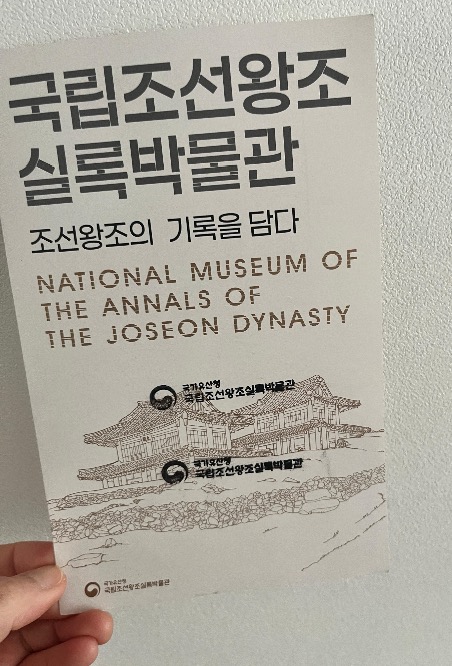 국립조선왕조
실록박물관
조선왕조의 기록을 담다
NATIONAL MUSEUM OF
THE ANNALS OF
THE JOSEON DYNASTY
국가유산청
국립조선왕조실록박물관
국가유산청
국립조선왕조실록박물관
국가유산청
국립조선왕조실록박물관